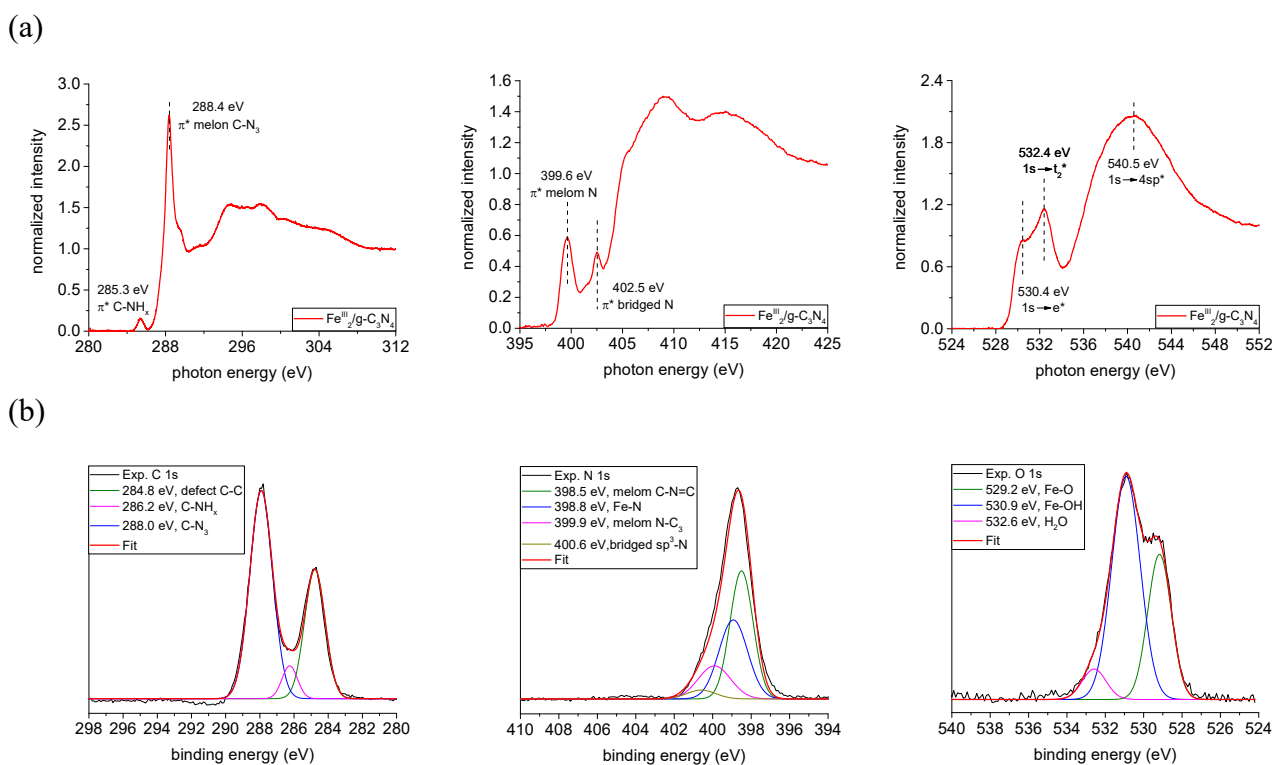 (a)
3.0
2.5
2.0
1.5
1.0
0.5
0.0
normalized intensity
288.4 eV
π* melon C-N₃
285.3 eV
π* C-NHₓ
Feᴵᴵᴵ₂/g-C₃N₄
280 288 296 304 312
photon energy (eV)
1.6
1.4
1.2
1.0
0.8
0.6
0.4
0.2
0.0
normalized intensity
399.6 eV
π* melom N
402.5 eV
π* bridged N
Feᴵᴵᴵ₂/g-C₃N₄
395 400 405 410 415 420 425
photon energy (eV)
2.4
1.8
1.2
0.6
0.0
normalized intensity
532.4 eV
1s→t₂*
540.5 eV
1s→4sp*
530.4 eV
1s→e*
Feᴵᴵᴵ₂/g-C₃N₄
524 528 532 536 540 544 548 552
photon energy (eV)
(b)
Exp. C 1s
284.8 eV, defect C-C
286.2 eV, C-NHₓ
288.0 eV, C-N₃
Fit
298 296 294 292 290 288 286 284 282 280
binding energy (eV)
Exp. N 1s
398.5 eV, melom C-N=C
398.8 eV, Fe-N
399.9 eV, melom N-C₃
400.6 eV,bridged sp³-N
Fit
410 408 406 404 402 400 398 396 394
binding energy (eV)
Exp. O 1s
529.2 eV, Fe-O
530.9 eV, Fe-OH
532.6 eV, H₂O
Fit
540 538 536 534 532 530 528 526 524
binding energy (eV)